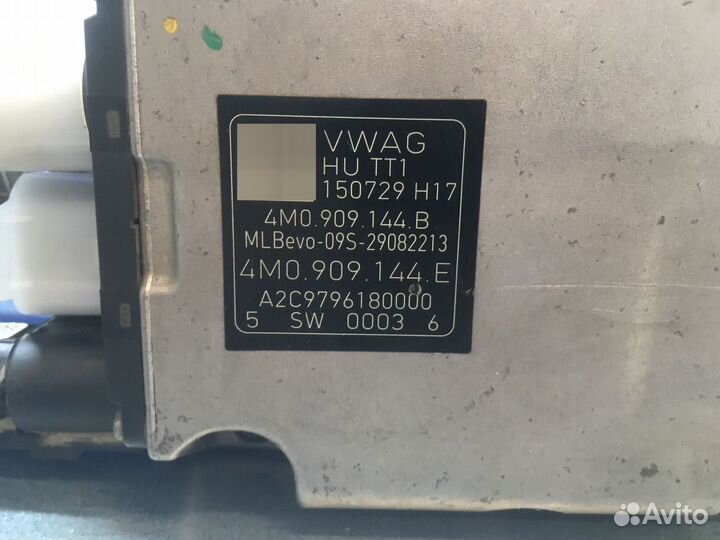 VWAG
HU TT1
150729 H17
4M0.909.144.B
MLBevo-09S-29082213
4M0.909.144.E
A2C9796180000
5 SW 0003 6
Avito